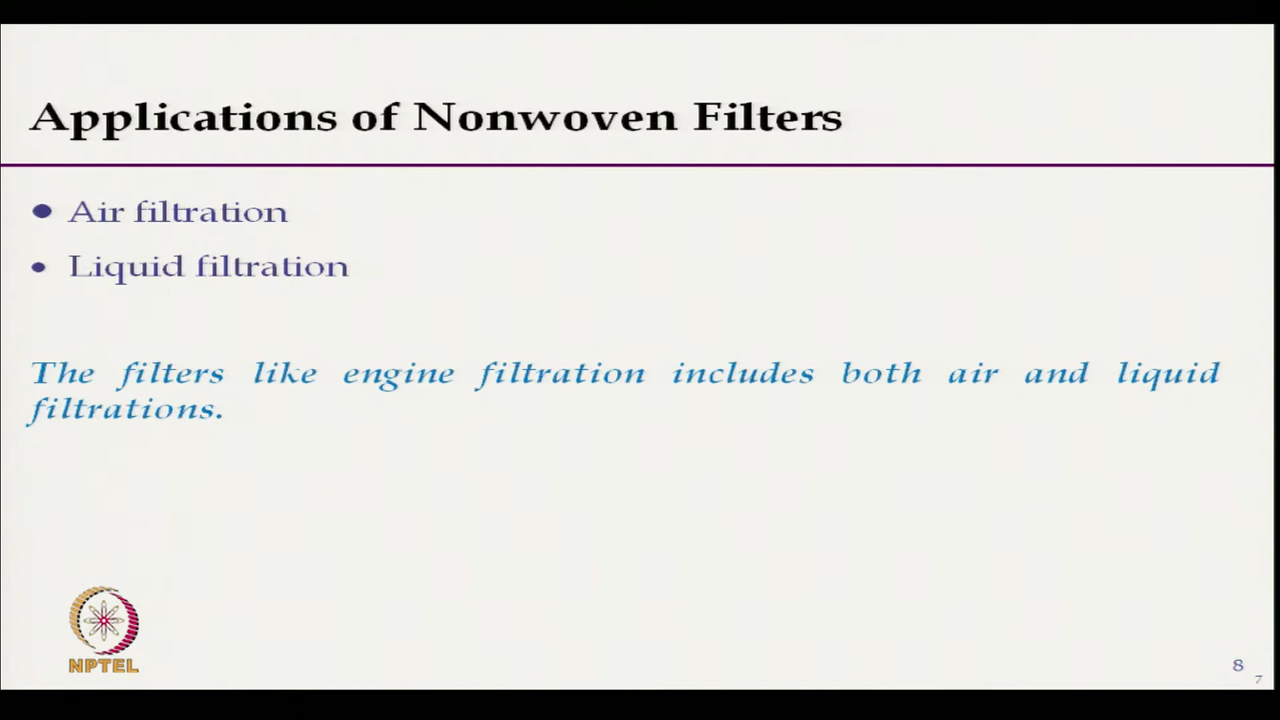 Applications of Nonwoven Filters
• Air filtration
• Liquid filtration
The filters like engine filtration includes both air and liquid
filtrations.
NPTEL
8
7